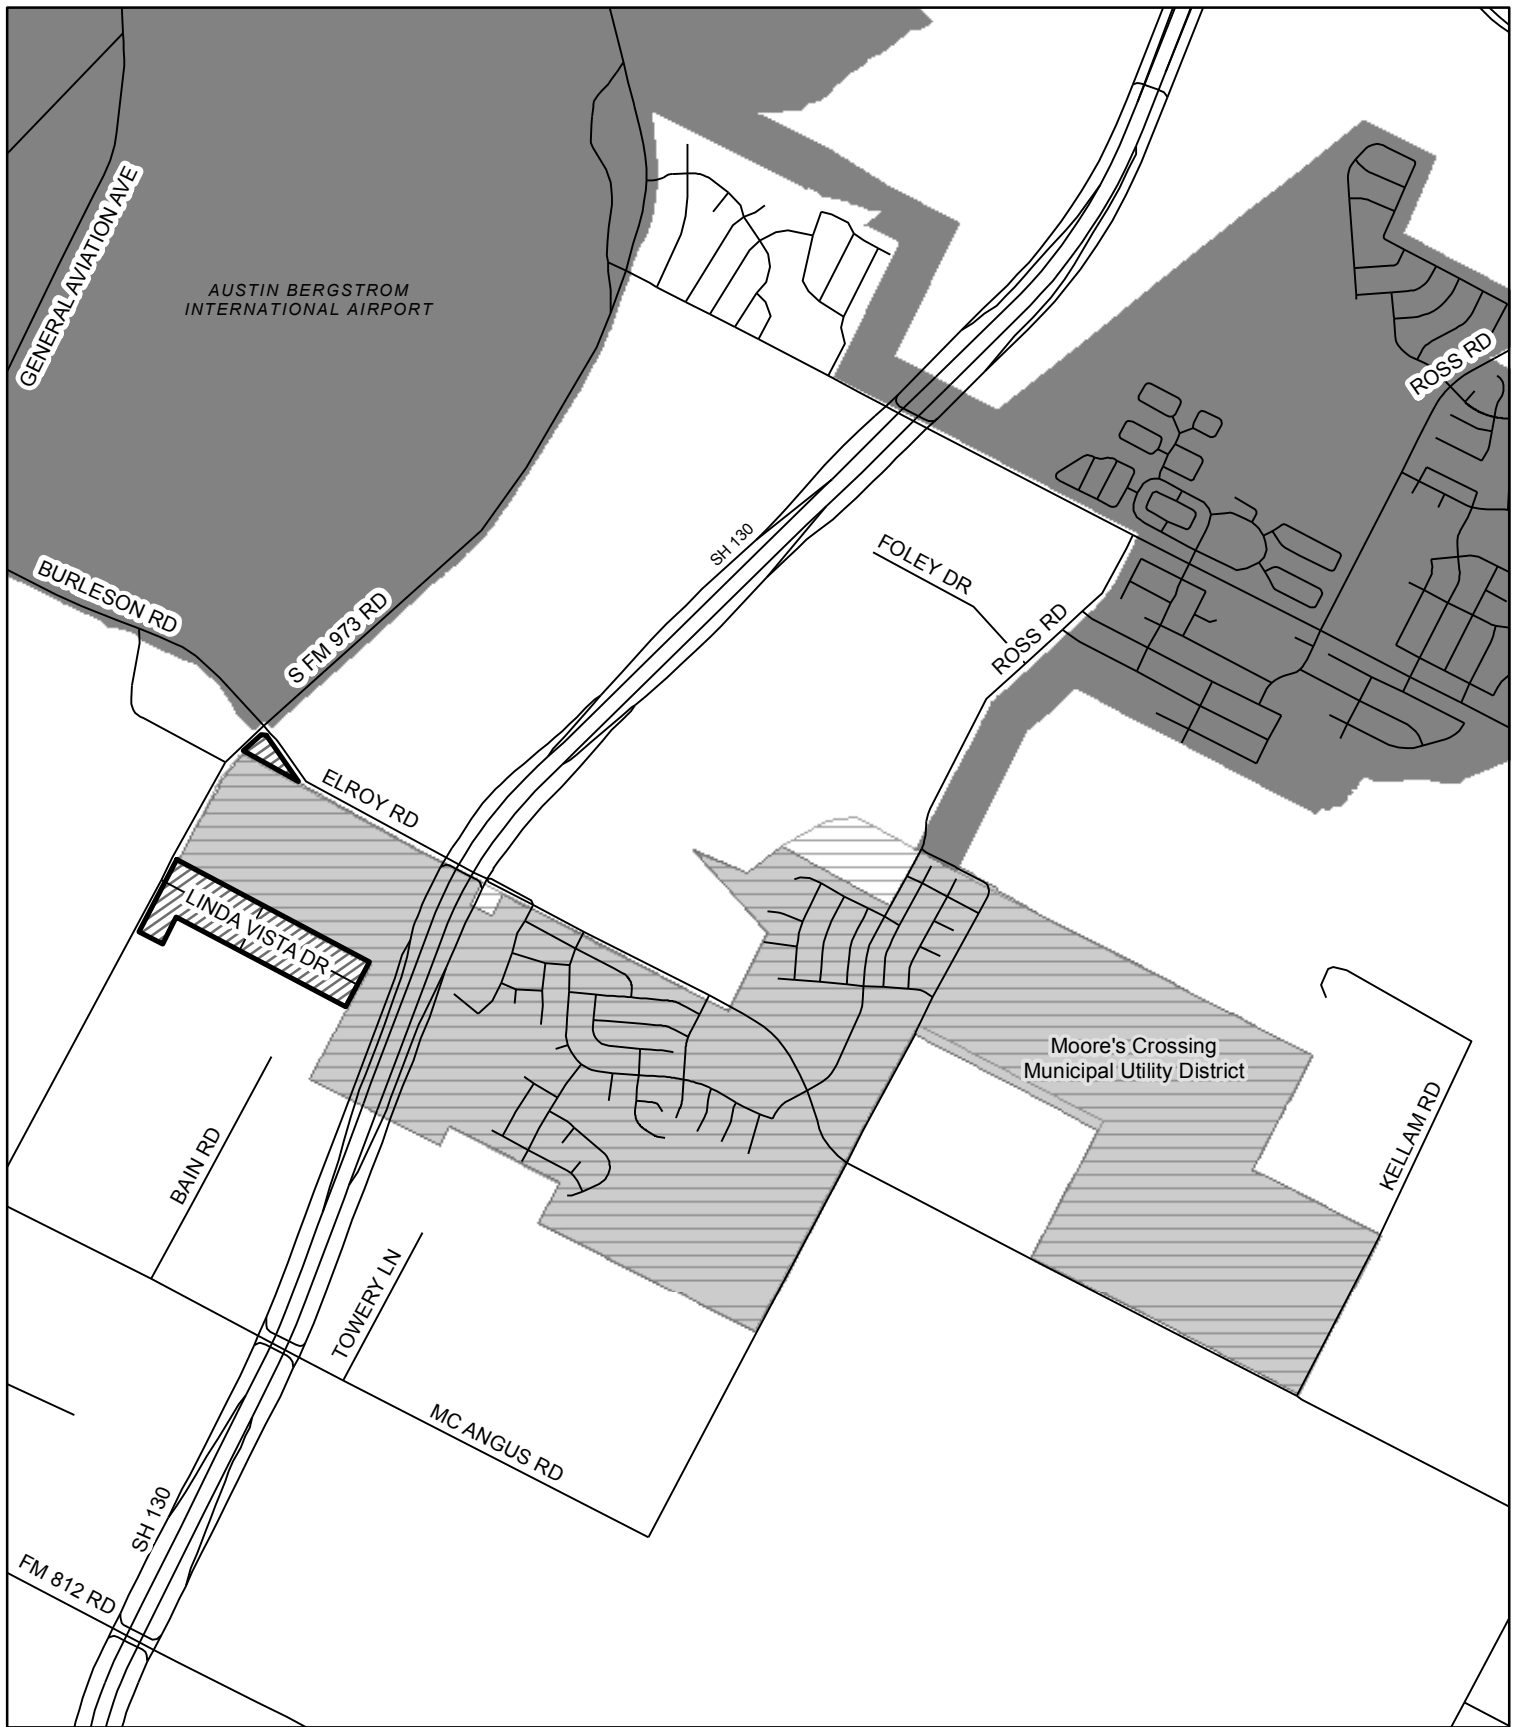 GENERAL AVIATION AVE
AUSTIN BERGSTROM
INTERNATIONAL AIRPORT
ROSS RD
SH 130
FOLEY DR
BURLESON RD
S FM 973 RD
ROSS RD
ELROY RD
LINDA VISTA DR
Moore's Crossing
Municipal Utility District
KELLAM RD
BAIN RD
TOWERY LN
MC ANGUS RD
SH 130
FM 812 RD